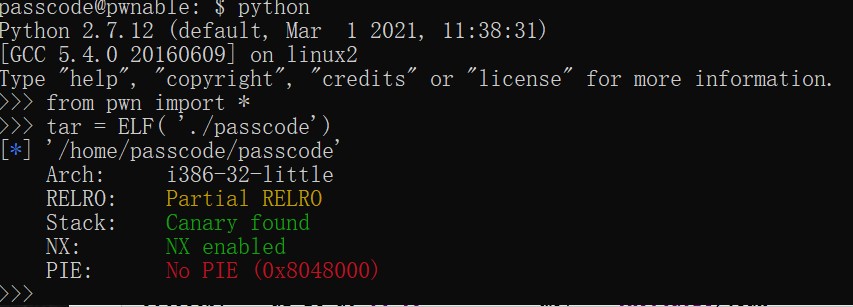 passcode@pwnable: $ python
Python 2.7.12 (default, Mar  1 2021, 11:38:31)
[GCC 5.4.0 20160609] on linux2
Type "help", "copyright", "credits" or "license" for more information.
>>> from pwn import *
>>> tar = ELF( './passcode')
[*] '/home/passcode/passcode'
    Arch:     i386-32-little
    RELRO:    Partial RELRO
    Stack:    Canary found
    NX:       NX enabled
    PIE:      No PIE (0x8048000)
>>>